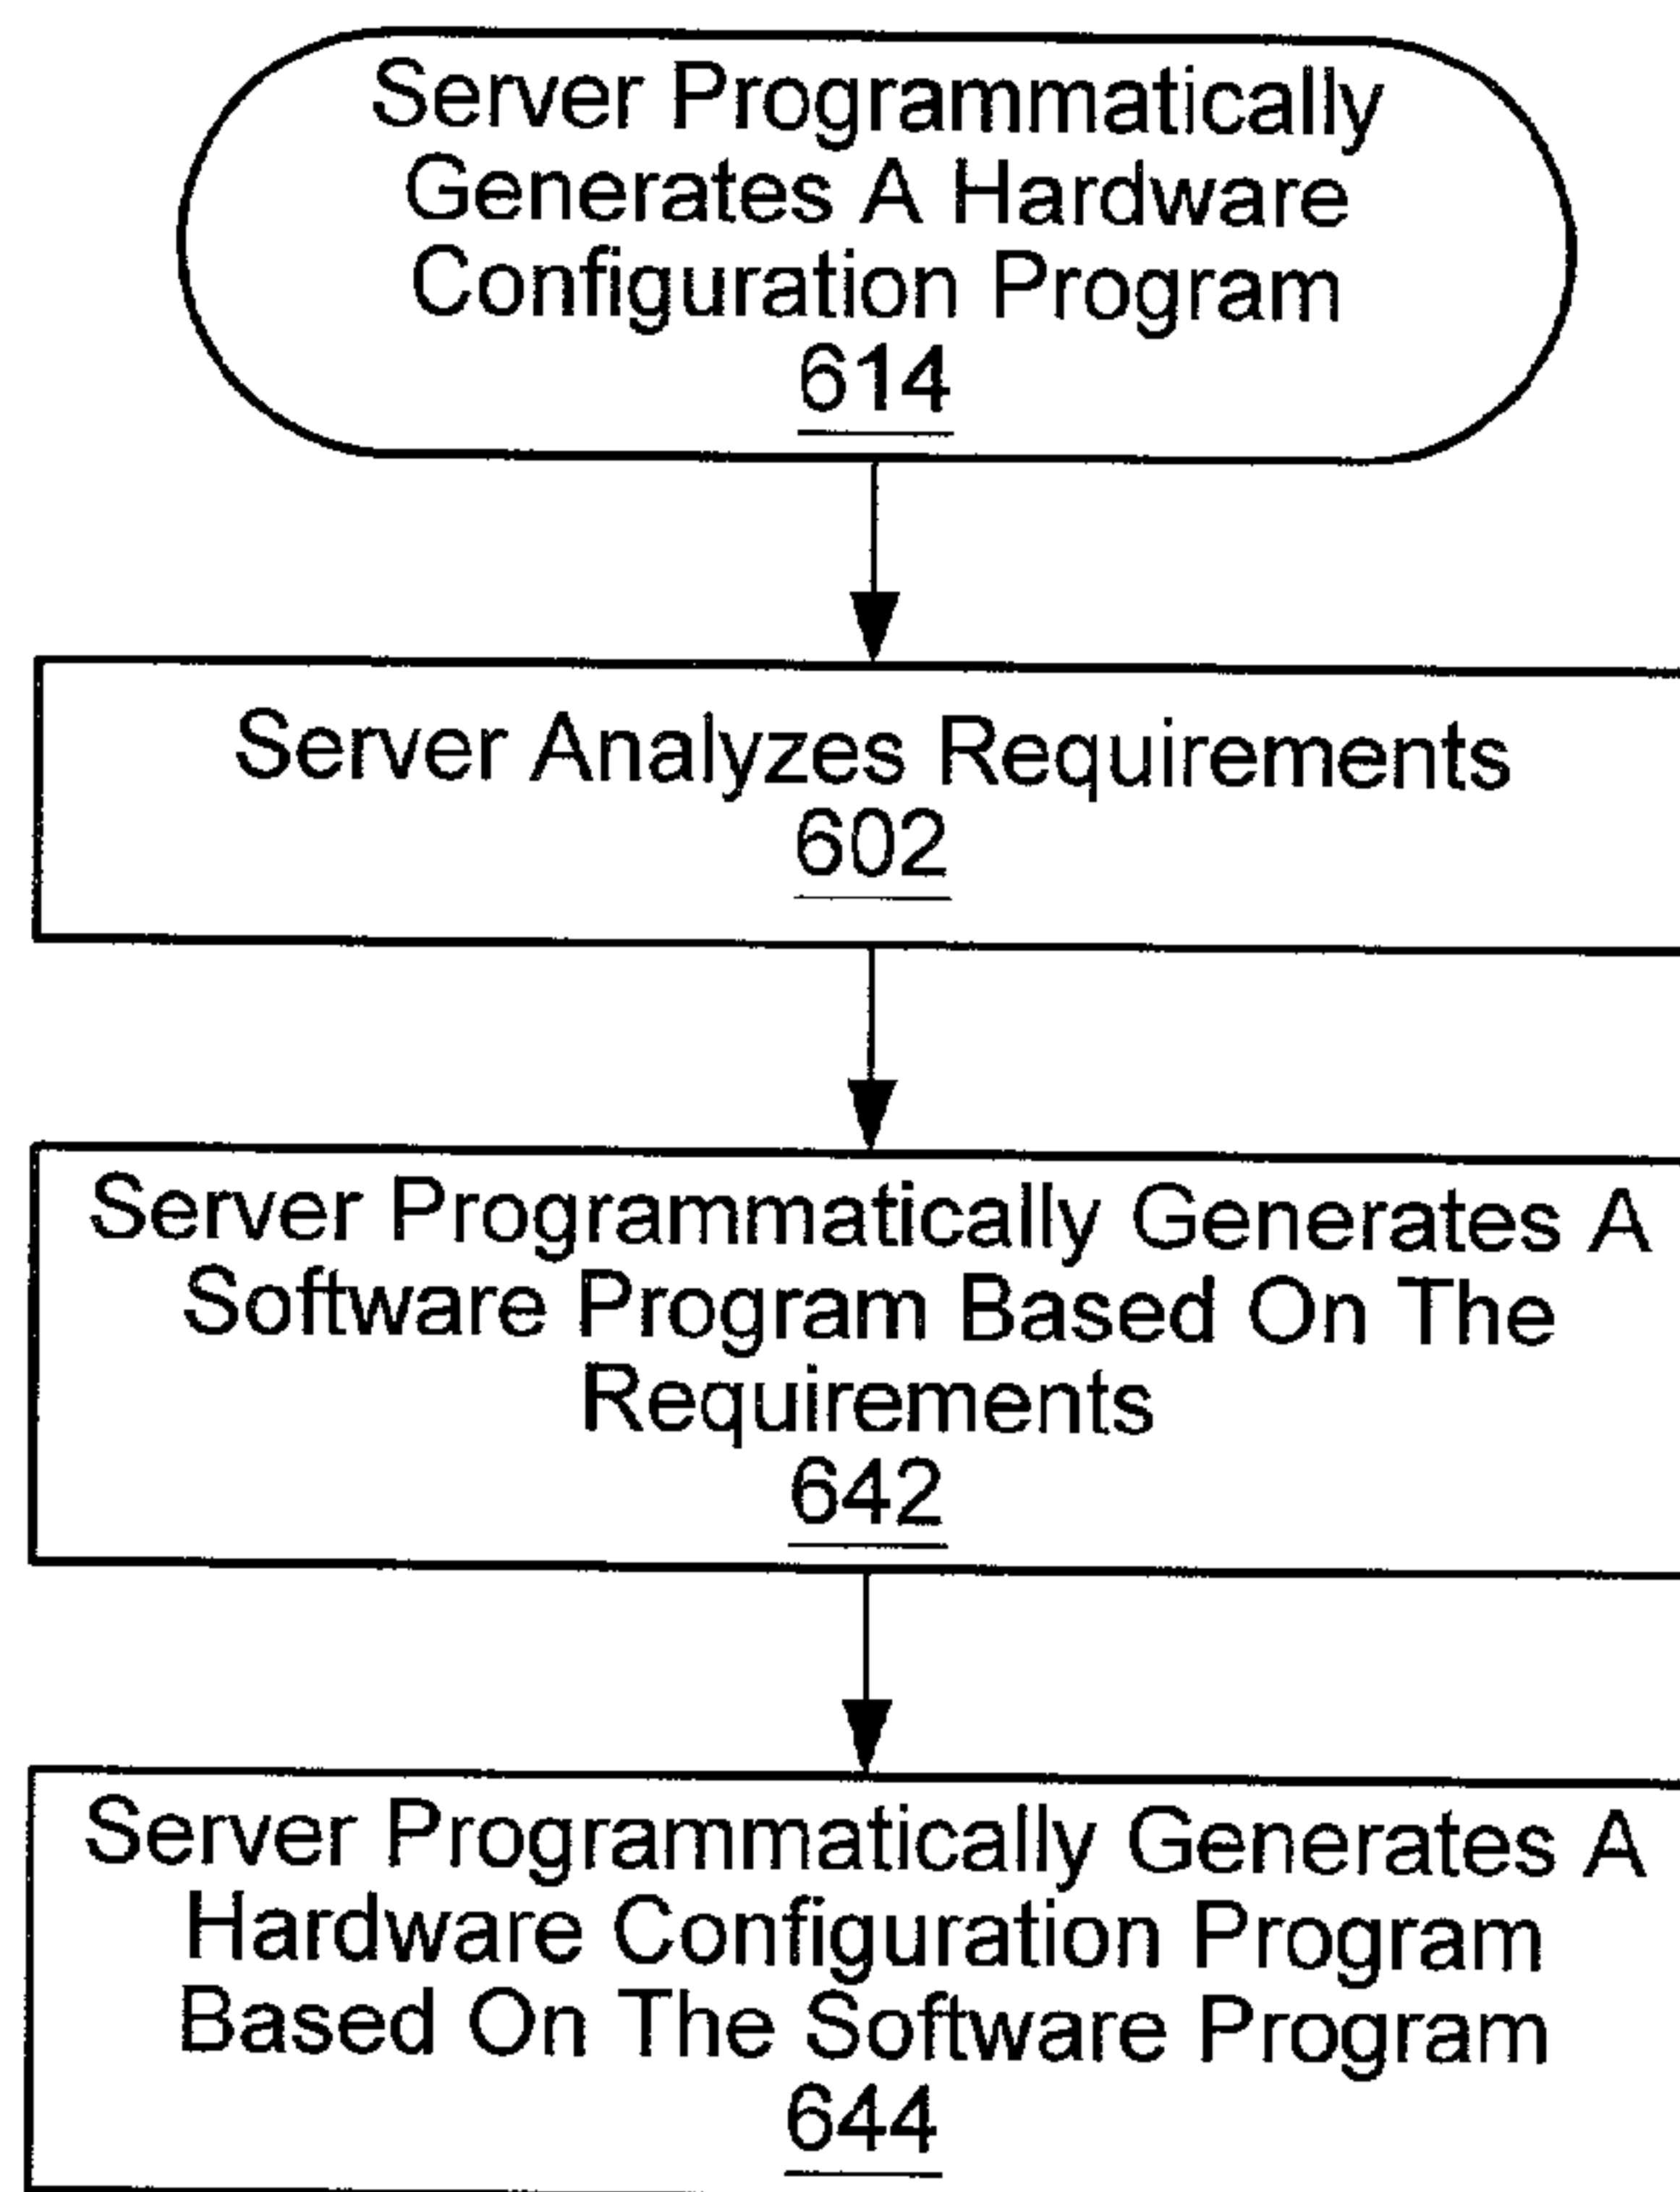 Server Programmatically
Generates A Hardware
Configuration Program
614
Server Analyzes Requirements
602
Server Programmatically Generates A
Software Program Based On The
Requirements
642
Server Programmatically Generates A
Hardware Configuration Program
Based On The Software Program
644